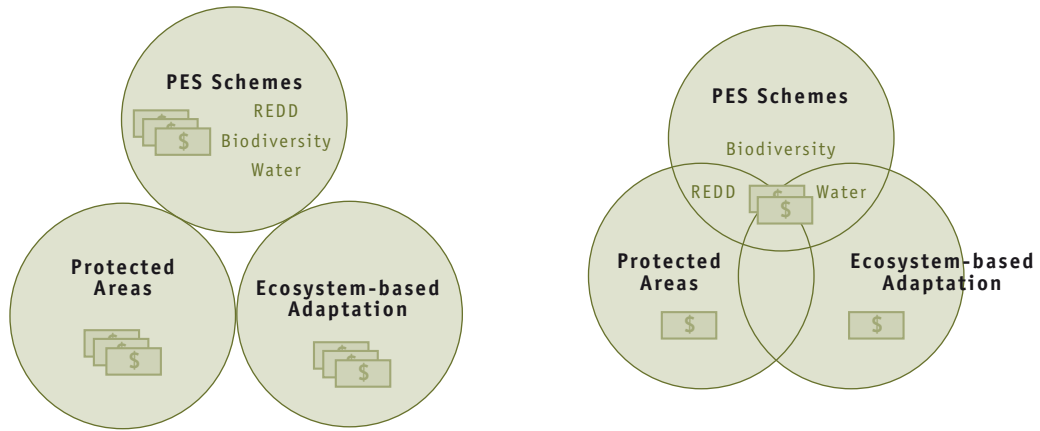 PES Schemes
REDD
$ $
Biodiversity
Water
Protected
Areas
$ $
Ecosystem-based
Adaptation
$ $
PES Schemes
Biodiversity
REDD
$ $
Water
Protected
Areas
$
Ecosystem-based
Adaptation
$